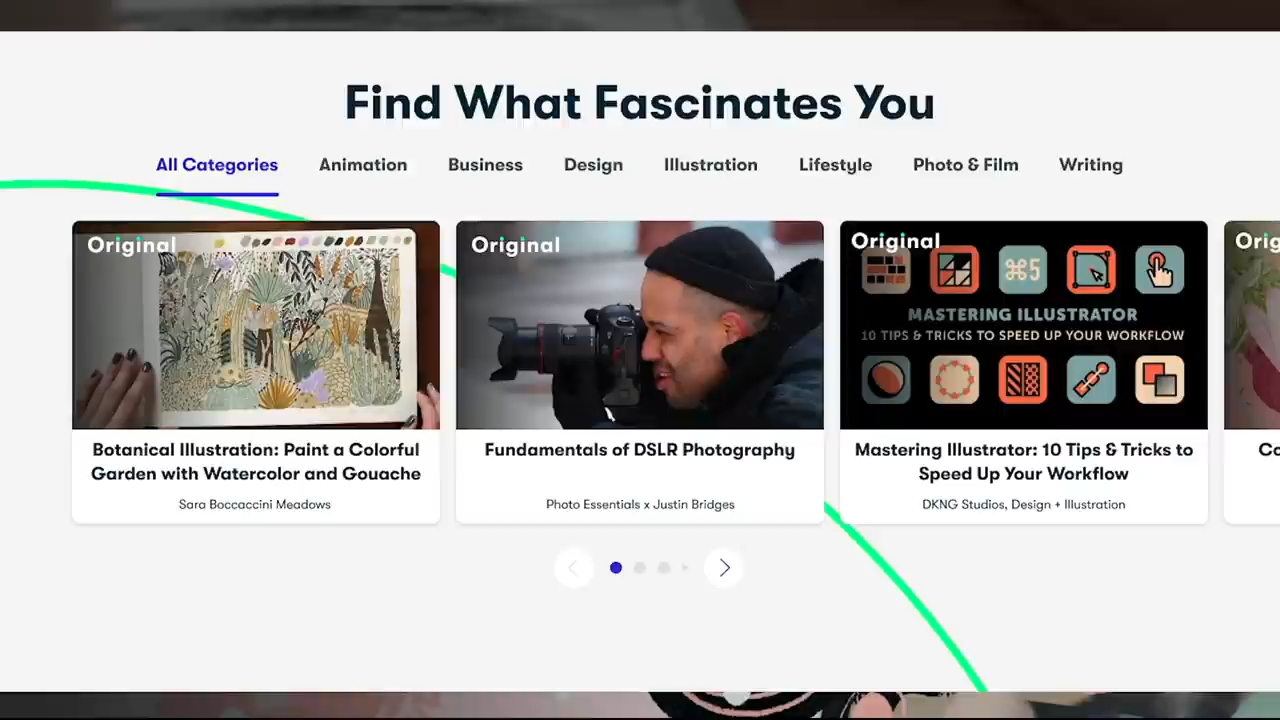 Find What Fascinates You
All Categories Animation Business Design Illustration Lifestyle Photo & Film Writing
Original
Botanical Illustration: Paint a Colorful
Garden with Watercolor and Gouache
Sara Boccaccini Meadows
Original
Fundamentals of DSLR Photography
Photo Essentials x Justin Bridges
Original
⌘5
MASTERING ILLUSTRATOR
10 TIPS & TRICKS TO SPEED UP YOUR WORKFLOW
Mastering Illustrator: 10 Tips & Tricks to
Speed Up Your Workflow
DKNG Studios, Design + Illustration